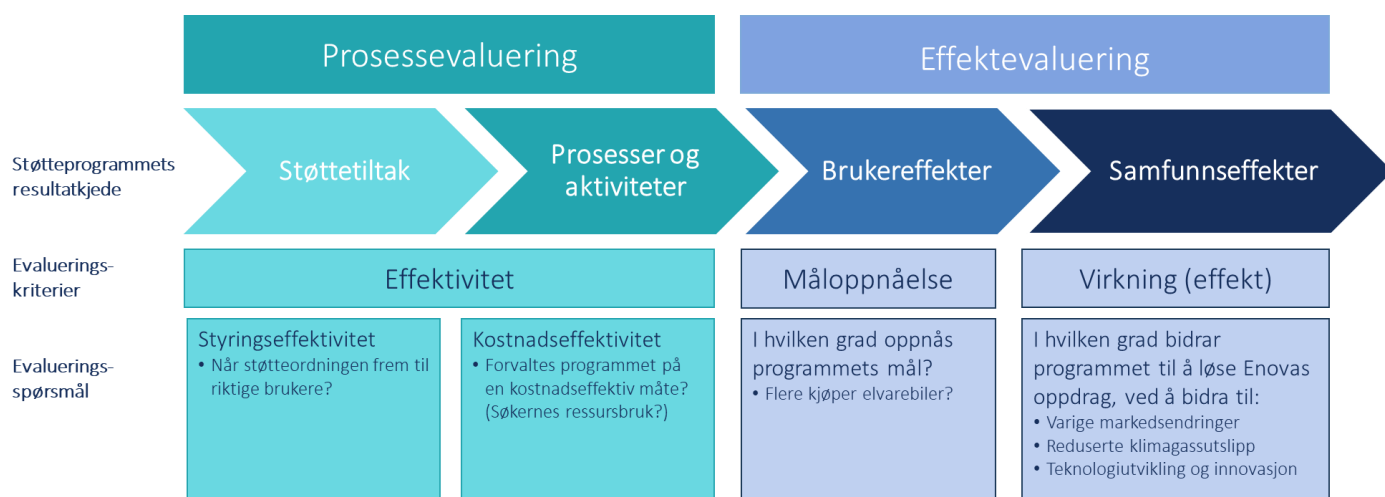 Prosessevaluering
Effektevaluering
Støtteprogrammets
resultatkjede
Støttetiltak
Prosesser og
aktiviteter
Brukereffekter
Samfunnseffekter
Evaluerings-
kriterier
Effektivitet
Måloppnåelse
Virkning (effekt)
Evaluerings-
spørsmål
Styringseffektivitet
• Når støtteordningen frem til
riktige brukere?
Kostnadseffektivitet
• Forvaltes programmet på
en kostnadseffektiv måte?
(Søkernes ressursbruk?)
I hvilken grad oppnås
programmets mål?
• Flere kjøper elvarebiler?
I hvilken grad bidrar
programmet til å løse Enovas
oppdrag, ved å bidra til:
• Varige markedsendringer
• Reduserte klimagassutslipp
• Teknologiutvikling og innovasjon